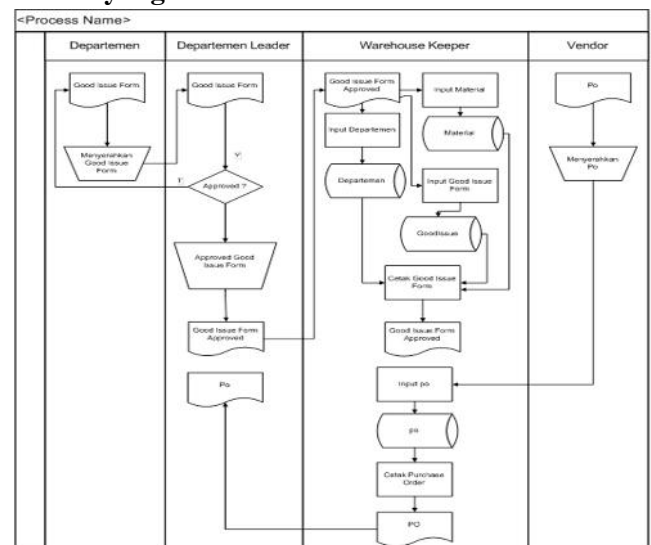 <Process Name>
Departemen
Departemen Leader
Warehouse Keeper
Vendor
Good Issue Form
Menyerahkan
Good Issue
Form
Good Issue Form
Y
Y
Approved ?
Approved Good
Issue Form
Good Issue Form
Approved
Po
Good Issue Form
Approved
Input Material
Input Departemen
Material
Departeman
Input Good Issue
Form
GoodIssue
Cetak Good Issue
Form
Good Issue Form
Approved
Input po
po
Cetak Purchase
Order
PO
Po
Menyerahkan
Po